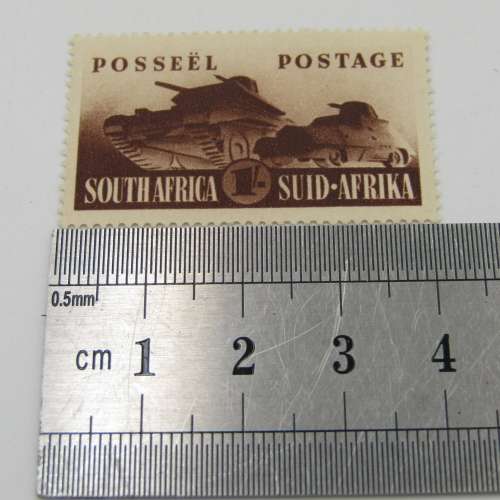 POSSEËL POSTAGE
SOUTH AFRICA 1/- SUID-AFRIKA
0.5mm
cm 1 2 3 4